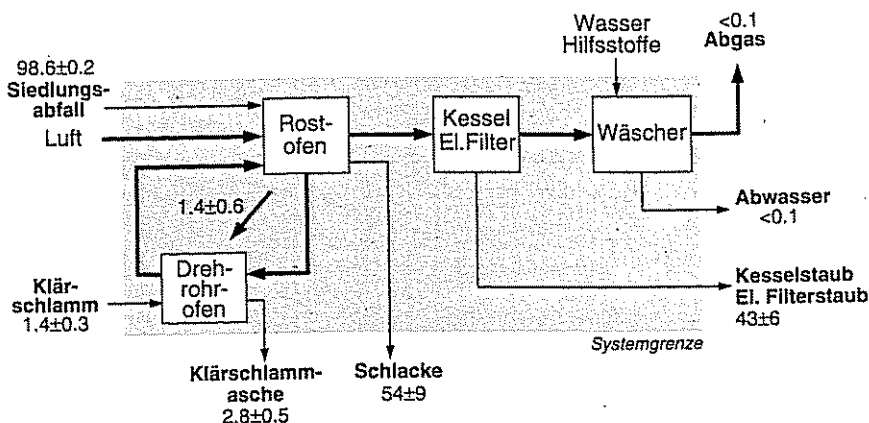 98.6±0.2
Siedlungs-
abfall
Luft
Wasser
Hilfsstoffe
<0.1
Abgas
Rost-
ofen
Kessel
El.Filter
Wäscher
1.4±0.6
Abwasser
<0.1
Dreh-
rohr-
ofen
Klär-
schlamm
1.4±0.3
Kesselstaub
El. Filterstaub
43±6
Systemgrenze
Klärschlamm-
asche
2.8±0.5
Schlacke
54±9